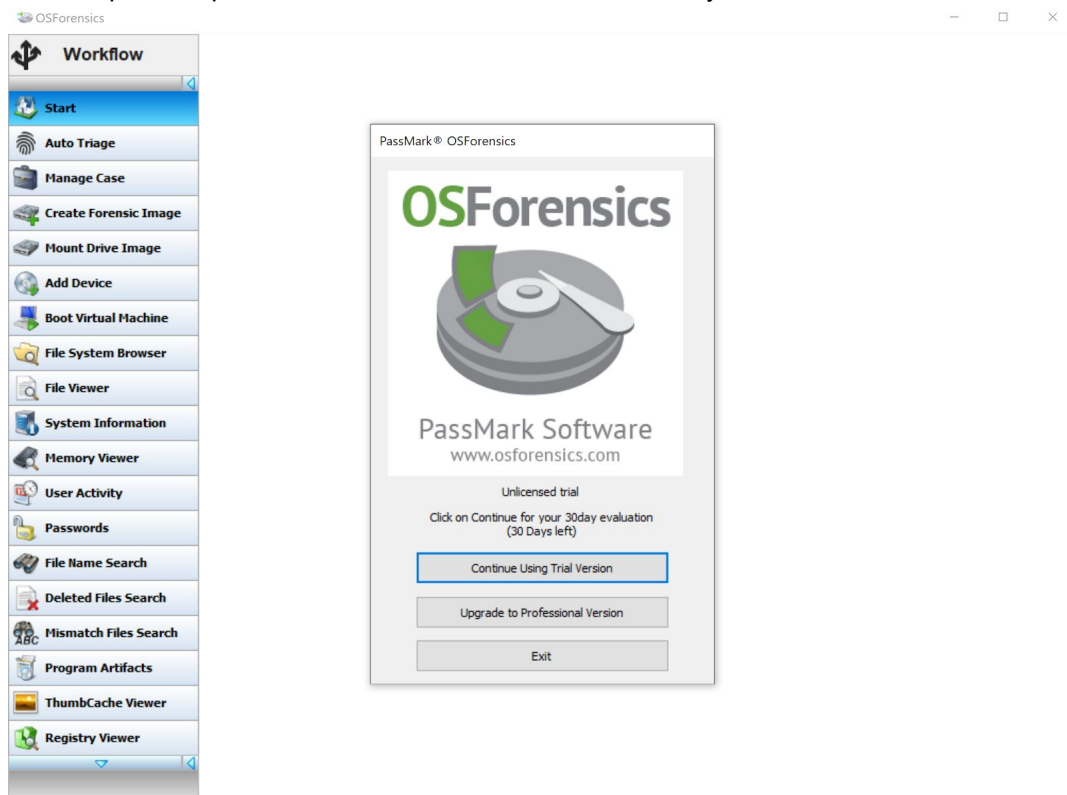 OSForensics
Workflow
Start
Auto Triage
Manage Case
Create Forensic Image
Mount Drive Image
Add Device
Boot Virtual Machine
File System Browser
File Viewer
System Information
Memory Viewer
User Activity
Passwords
File Name Search
Deleted Files Search
ABC
Mismatch Files Search
Program Artifacts
ThumbCache Viewer
Registry Viewer
PassMark® OSForensics
OSForensics
PassMark Software
www.osforensics.com
Unlicensed trial
Click on Continue for your 30day evaluation
(30 Days left)
Continue Using Trial Version
Upgrade to Professional Version
Exit